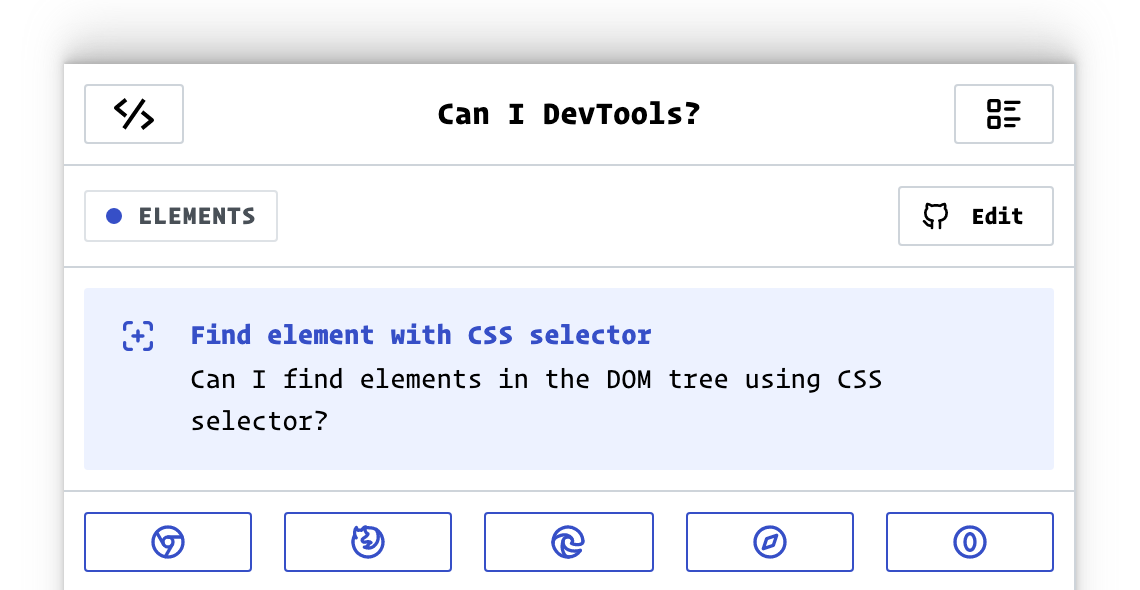 Can I DevTools?
ELEMENTS
Edit
Find element with CSS selector
Can I find elements in the DOM tree using CSS
selector?